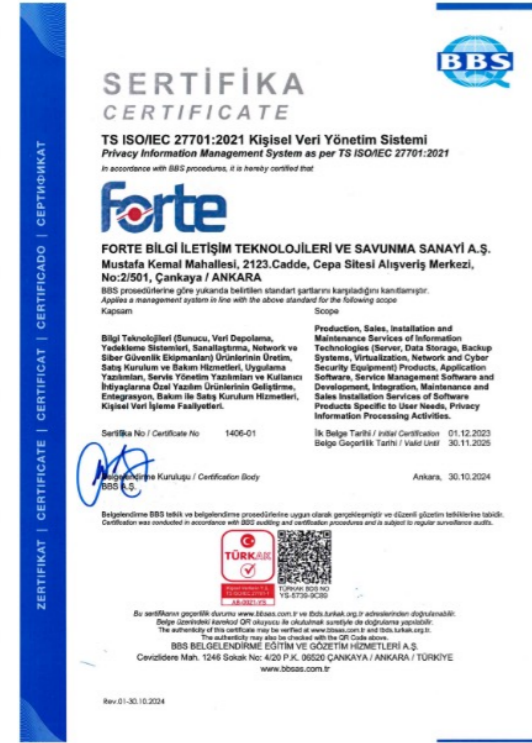 BBS
SERTİFİKA
CERTIFICATE
TS ISO/IEC 27701:2021 Kişisel Veri Yönetim Sistemi
Privacy Information Management System as per TS ISO/IEC 27701:2021
In accordance with BBS procedures, it is hereby certified that
forte
FORTE BİLGİ İLETİŞİM TEKNOLOJİLERİ VE SAVUNMA SANAYİ A.Ş.
Mustafa Kemal Mahallesi, 2123.Cadde, Cepa Sitesi Alışveriş Merkezi,
No:2/501, Çankaya / ANKARA
BBS prosedürlerine göre yukarıda belirtilen standart şartlarını karşıladığını kanıtlamıştır.
Applies a management system in line with the above standard for the following scope
Kapsam
Bilgi Teknolojileri (Sunucu, Veri Depolama,
Yedekleme Sistemleri, Sanallaştırma, Network ve
Siber Güvenlik Ekipmanları) Ürünlerinin Üretim,
Satış Kurulum ve Bakım Hizmetleri, Uygulama
Yazılımları, Servis Yönetim Yazılımları ve Kullanıcı
İhtiyaçlarına Özel Yazılım Ürünlerinin Geliştirme,
Entegrasyon, Bakım ile Satış Kurulum Hizmetleri,
Kişisel Veri İşleme Faaliyetleri.
Scope
Production, Sales, Installation and
Maintenance Services of Information
Technologies (Server, Data Storage, Backup
Systems, Virtualization, Network and Cyber
Security Equipment) Products, Application
Software, Service Management Software and
Development, Integration, Maintenance and
Sales Installation Services of Software
Products Specific to User Needs, Privacy
Information Processing Activities.
Sertifika No / Certificate No 1406-01
İlk Belge Tarihi / Initial Certification 01.12.2023
Belge Geçerlilik Tarihi / Valid Until 30.11.2025
Belgelendirme Kuruluşu / Certification Body
BBS A.Ş.
Ankara, 30.10.2024
Belgelendirme BBS tetkik ve belgelendirme prosedürlerine uygun olarak gerçekleşmiştir ve düzenli gözetim tetkiklerine tabidir.
Certification was conducted in accordance with BBS auditing and certification procedures and is subject to regular surveillance audits.
TÜRKAK
TS ISO/IEC 27701
AB-0021-YS
TÜRKAK BDS NO
YS-5739-9C89
Bu sertifikanın geçerlilik durumu www.bbsas.com.tr ve tbds.turkak.org.tr adreslerinden doğrulanabilir.
Belge üzerindeki karekod QR okuyucu ile okutulmak suretiyle de doğrulama yapılabilir.
The authenticity of this certificate may be verified at www.bbsas.com.tr and tbds.turkak.org.tr.
The authenticity may also be checked with the QR Code above.
BBS BELGELENDİRME EĞİTİM VE GÖZETİM HİZMETLERİ A.Ş.
Cevizlidere Mah. 1246 Sokak No: 4/20 P.K. 06520 ÇANKAYA / ANKARA / TÜRKİYE
www.bbsas.com.tr
Rev.01-30.10.2024
ZERTIFIKAT | CERTIFICATE | CERTIFICAT | CERTIFICADO | СЕРТИФИКАТ